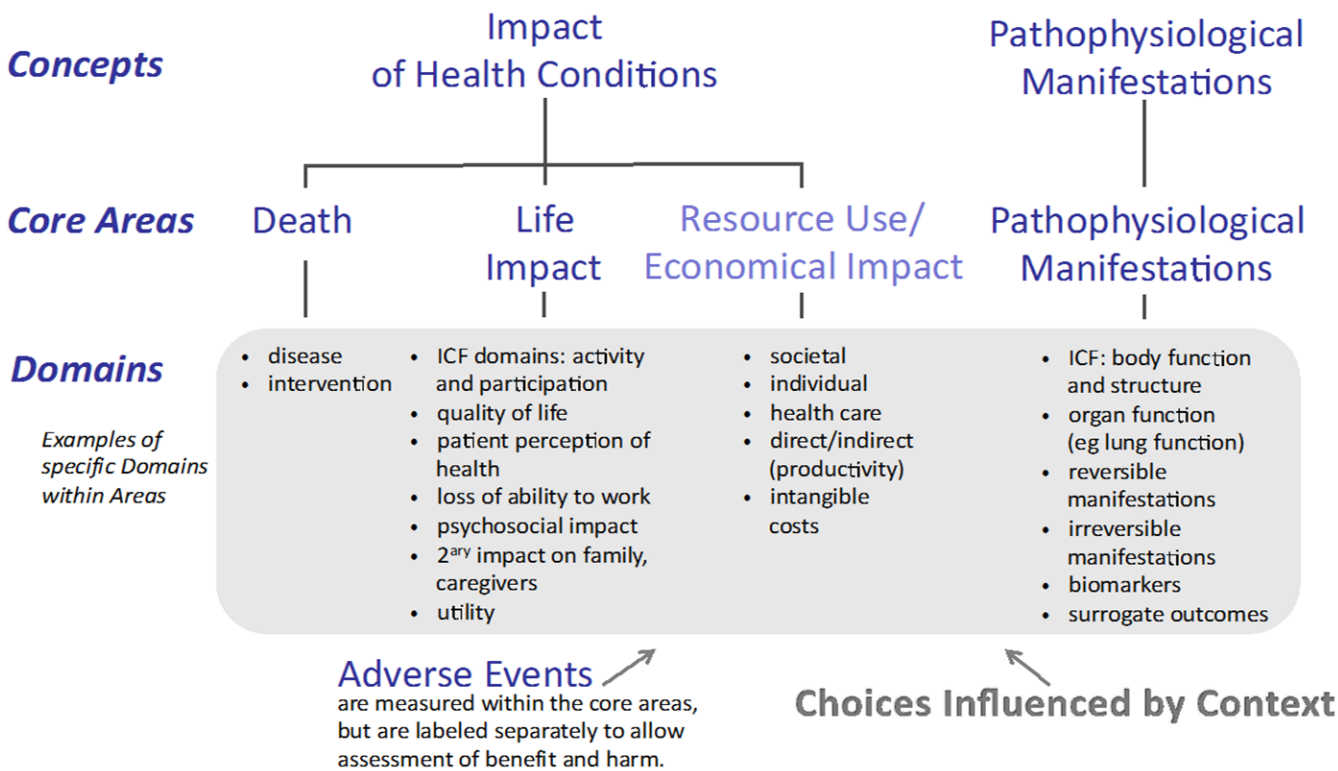 Concepts
Impact
of Health Conditions
Pathophysiological
Manifestations
Core Areas
Death
Life
Impact
Resource Use/
Economical Impact
Pathophysiological
Manifestations
Domains
Examples of
specific Domains
within Areas
• disease
• intervention
• ICF domains: activity
and participation
• quality of life
• patient perception of
health
• loss of ability to work
• psychosocial impact
• 2ary impact on family,
caregivers
• utility
• societal
• individual
• health care
• direct/indirect
(productivity)
• intangible
costs
• ICF: body function
and structure
• organ function
(eg lung function)
• reversible
manifestations
• irreversible
manifestations
• biomarkers
• surrogate outcomes
Adverse Events
are measured within the core areas,
but are labeled separately to allow
assessment of benefit and harm.
Choices Influenced by Context